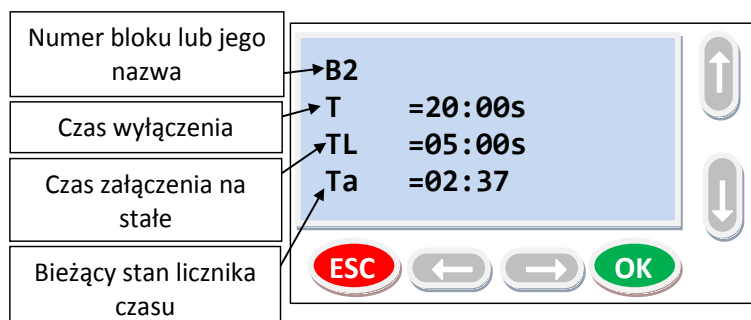 Numer bloku lub jego
nazwa
Czas wyłączenia
Czas załączenia na
stałe
Bieżący stan licznika
czasu
B2
T =20:00s
TL =05:00s
Ta =02:37
ESC
OK